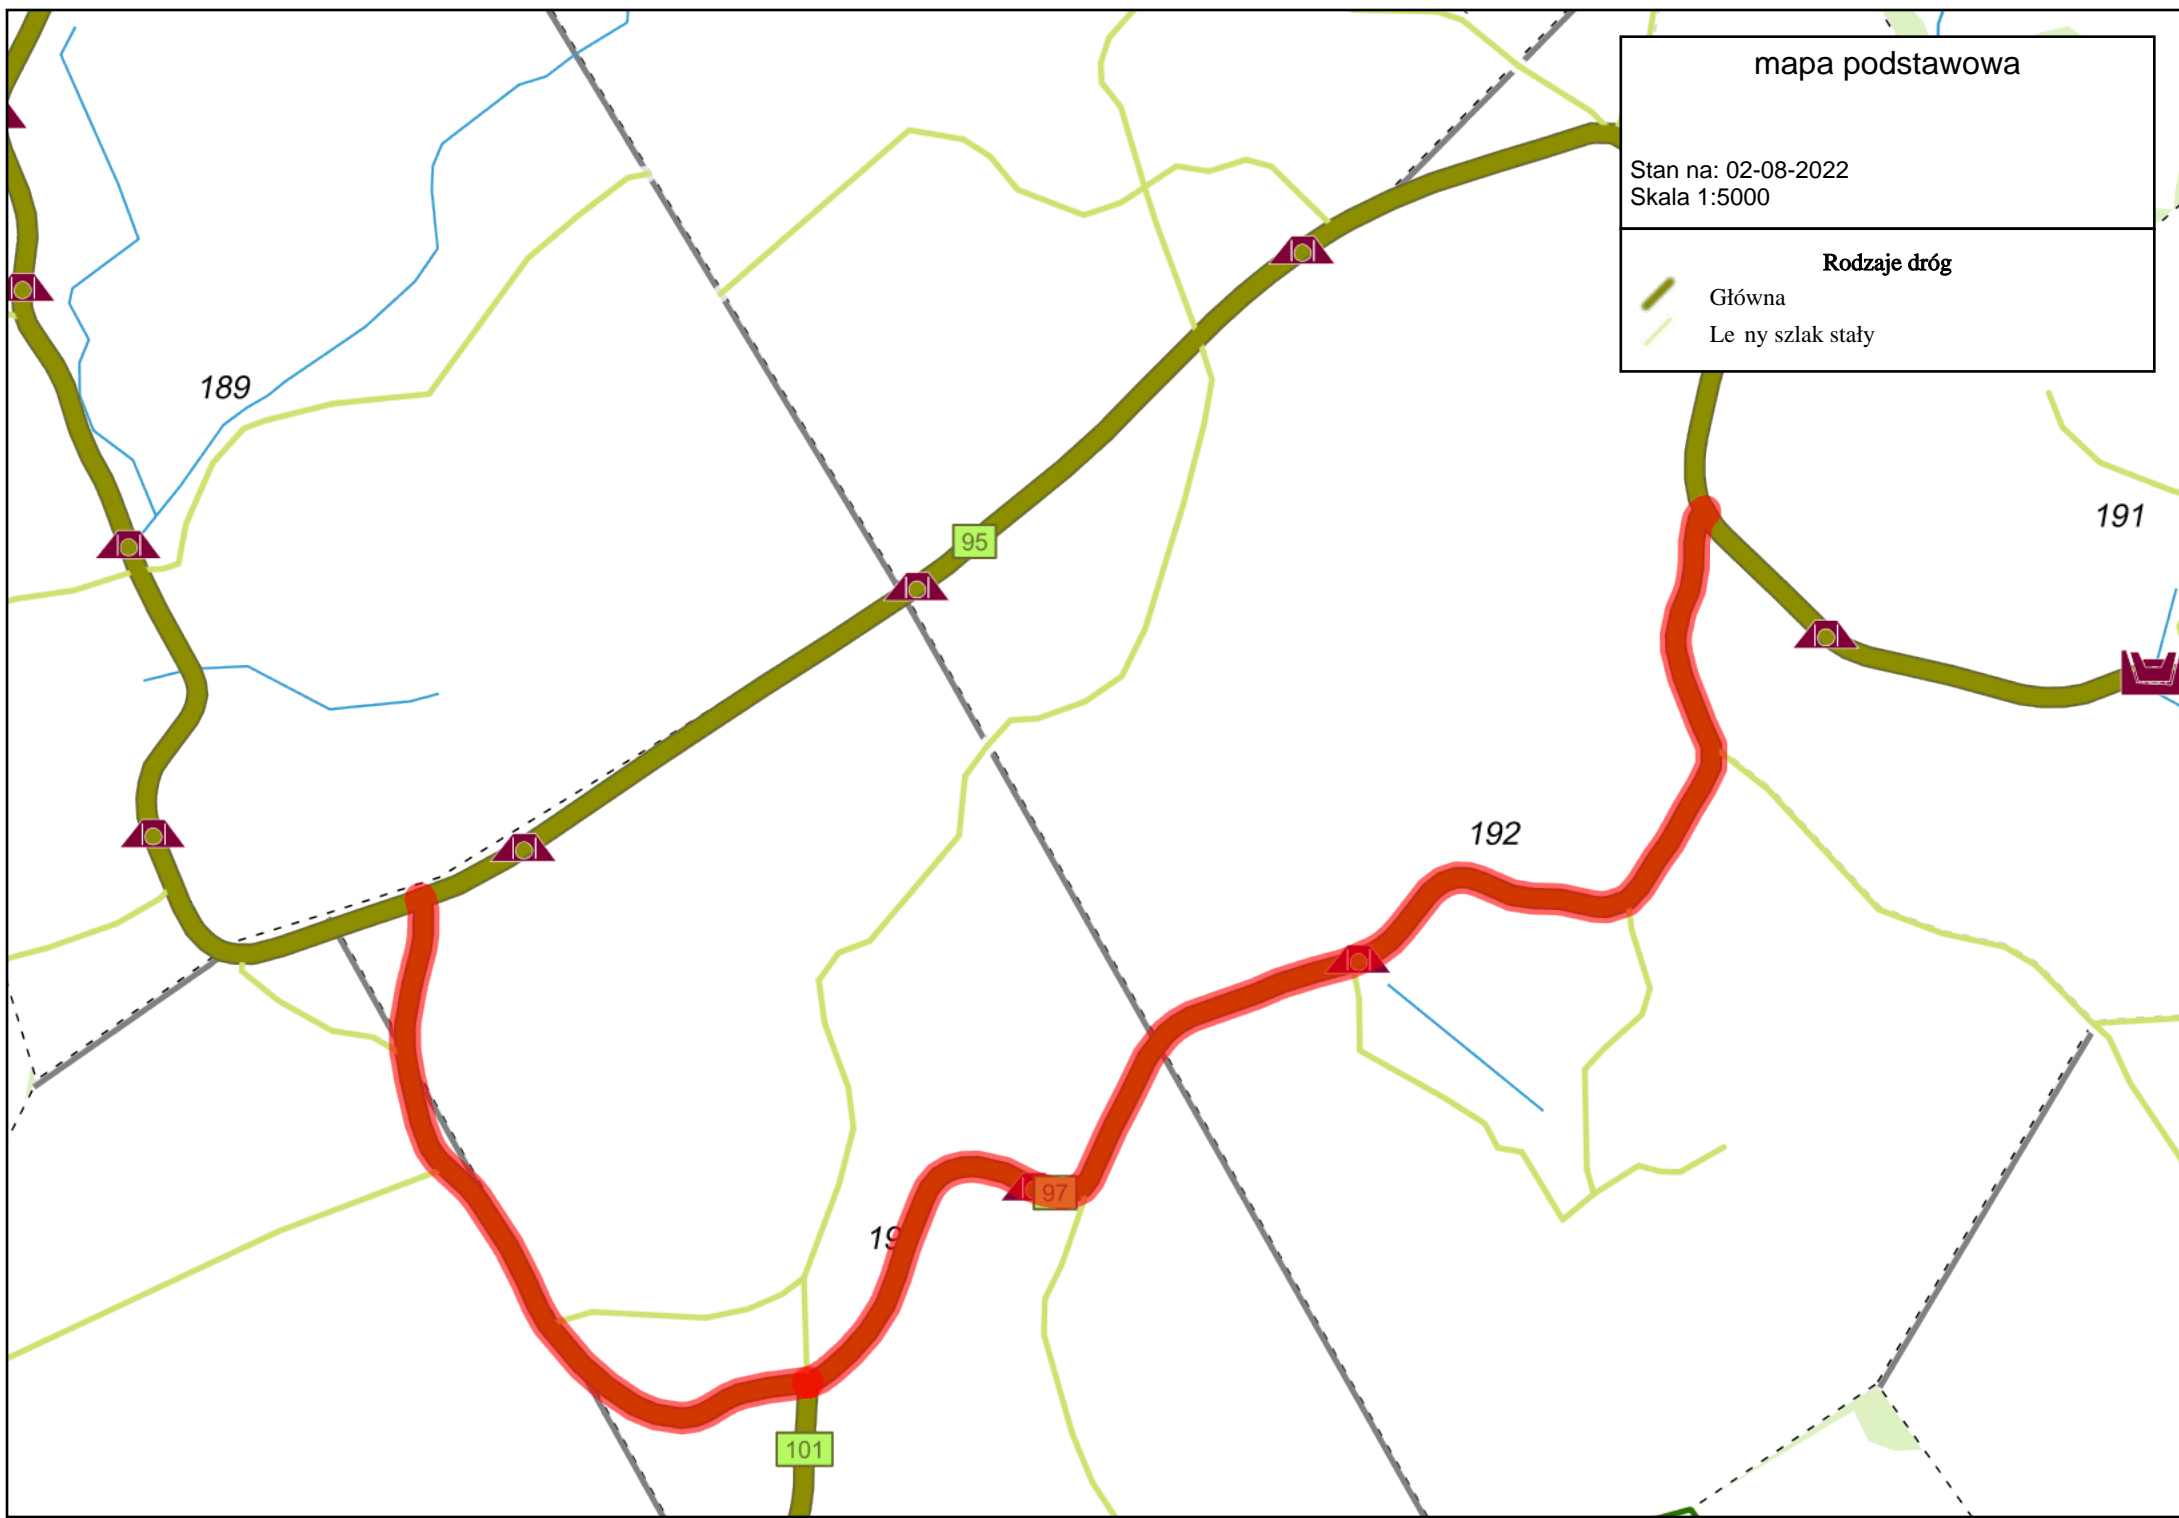 mapa podstawowa
Stan na: 02-08-2022
Skala 1:5000
Rodzaje dróg
Główna
Le ny szlak stały
189
95
191
192
97
19
101